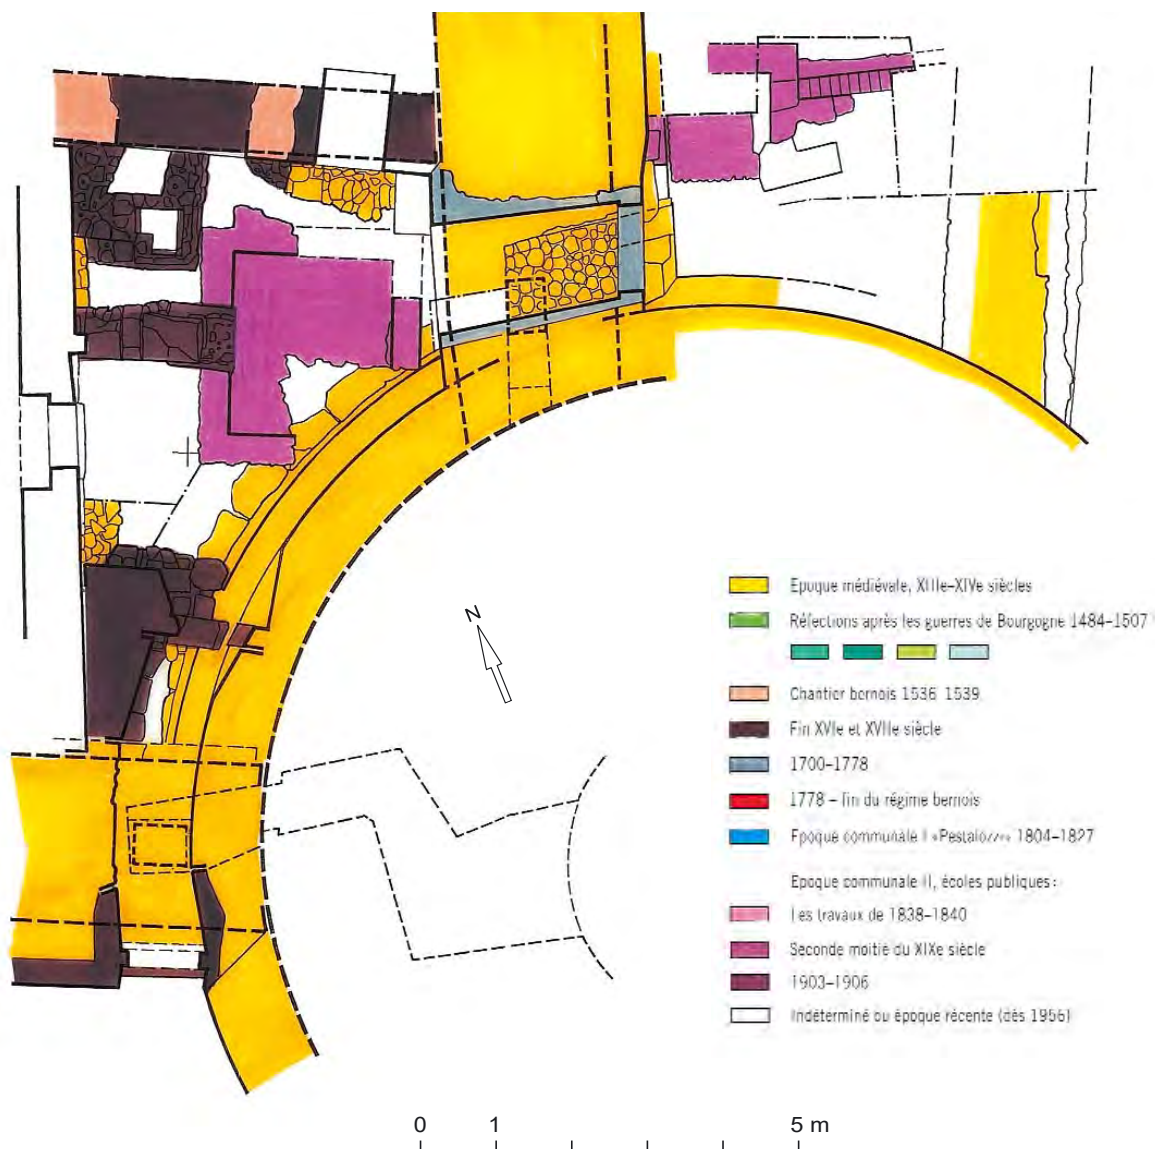 N
Epoque médiévale, XIIIe–XIVe siècles
Réfections après les guerres de Bourgogne 1484–1507
Chantier bernois 1536–1539
Fin XVIe et XVIIe siècle
1700–1778
1778 – fin du régime bernois
Epoque communale I «Pestalozzi» 1804–1827
Epoque communale II, écoles publiques:
Les travaux de 1838–1840
Seconde moitié du XIXe siècle
1903–1906
Indéterminé ou époque récente (dès 1956)
0 1 5 m